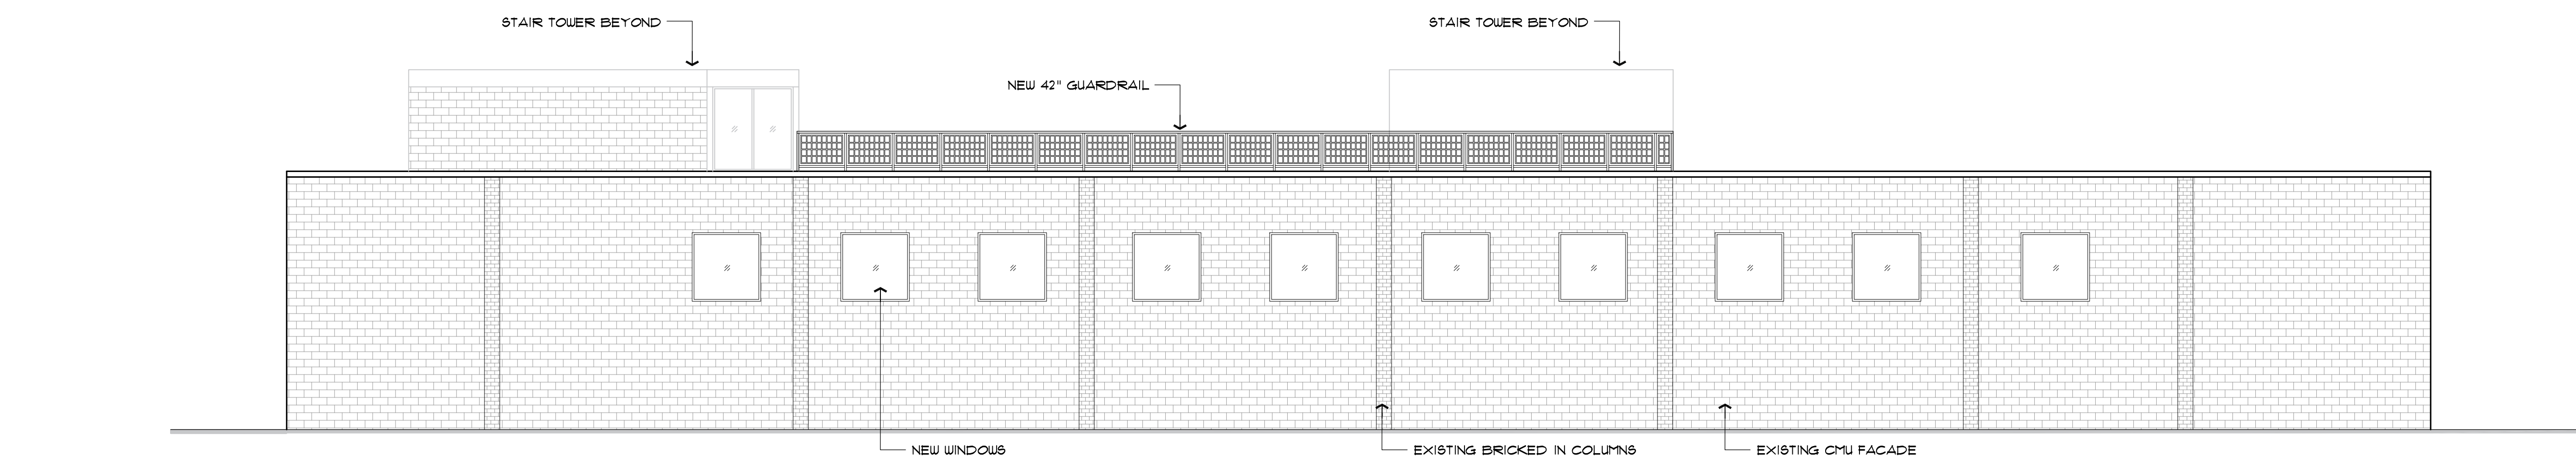 STAIR TOWER BEYOND
STAIR TOWER BEYOND
NEW 42" GUARDRAIL
NEW WINDOWS
EXISTING BRICKED IN COLUMNS
EXISTING CMU FACADE